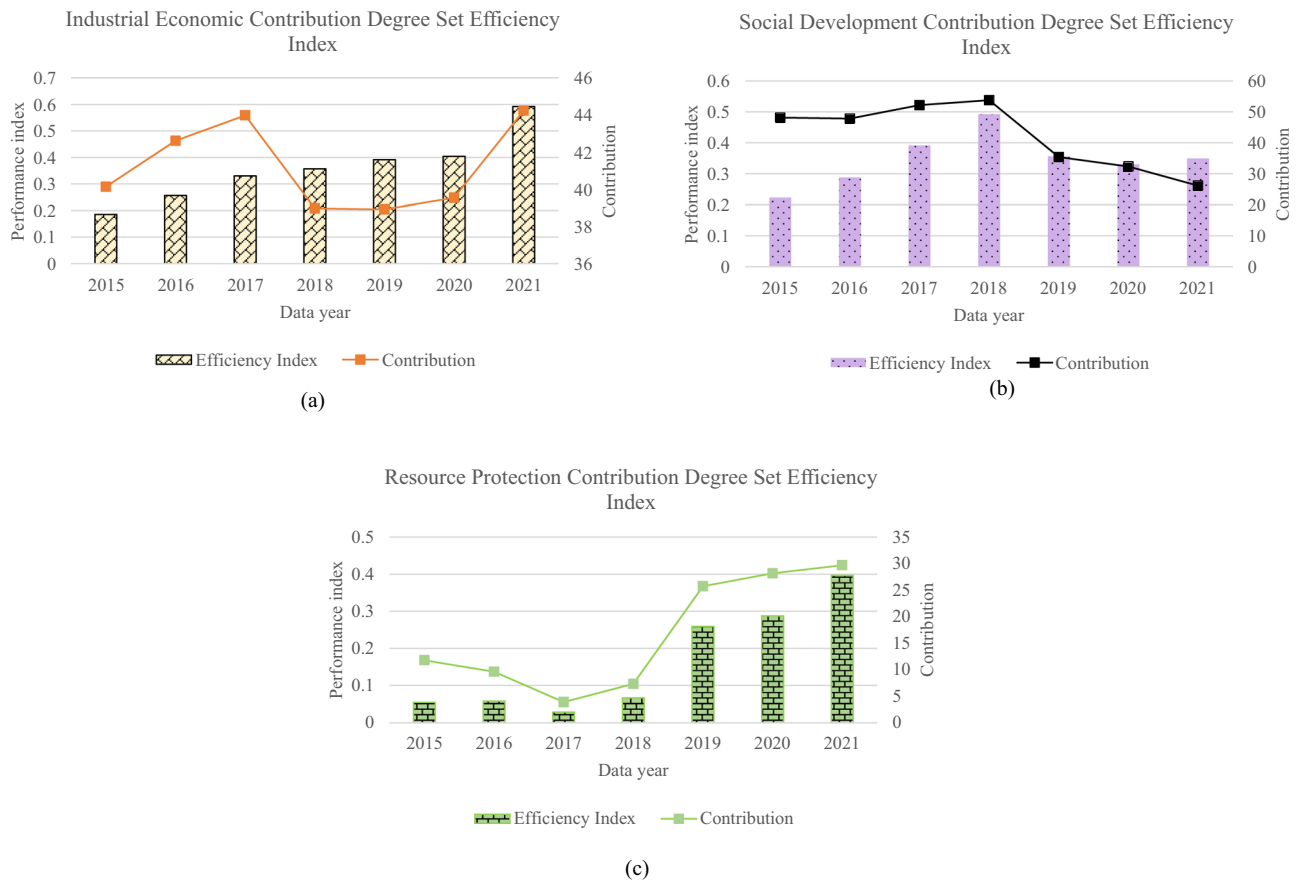 Industrial Economic Contribution Degree Set Efficiency
Index
Performance index
0.7
0.6
0.5
0.4
0.3
0.2
0.1
0
46
44
42
40
38
36
Contribution
2015 2016 2017 2018 2019 2020 2021
Data year
Efficiency Index Contribution
(a)
Social Development Contribution Degree Set Efficiency
Index
Performance index
0.6
0.5
0.4
0.3
0.2
0.1
0
60
50
40
30
20
10
0
Contribution
2015 2016 2017 2018 2019 2020 2021
Data year
Efficiency Index Contribution
(b)
Resource Protection Contribution Degree Set Efficiency
Index
Performance index
0.5
0.4
0.3
0.2
0.1
0
35
30
25
20
15
10
5
0
Contribution
2015 2016 2017 2018 2019 2020 2021
Data year
Efficiency Index Contribution
(c)